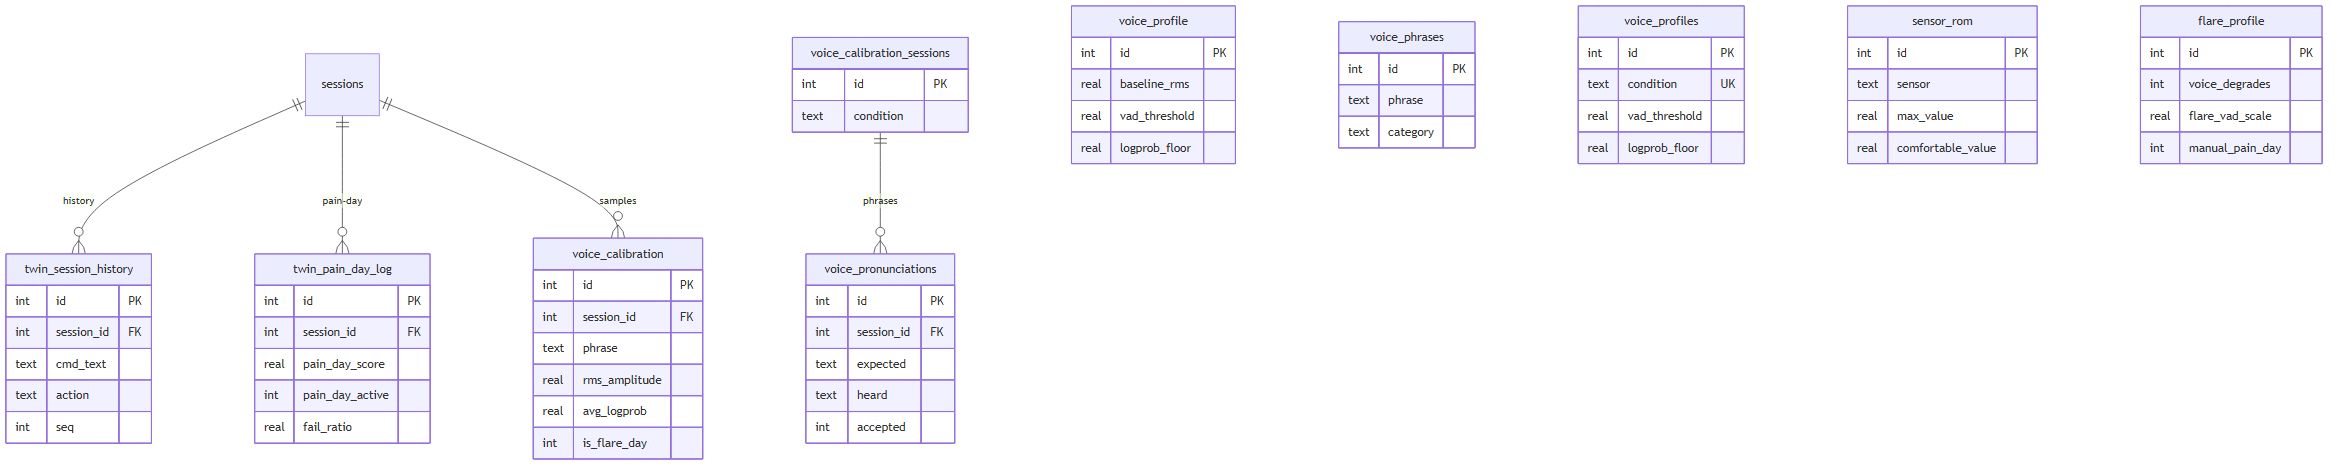 sessions
history
pain-day
samples
twin_session_history
int id PK
int session_id FK
text cmd_text
text action
int seq
twin_pain_day_log
int id PK
int session_id FK
real pain_day_score
int pain_day_active
real fail_ratio
voice_calibration
int id PK
int session_id FK
text phrase
real rms_amplitude
real avg_logprob
int is_flare_day
voice_calibration_sessions
int id PK
text condition
phrases
voice_pronunciations
int id PK
int session_id FK
text expected
text heard
int accepted
voice_profile
int id PK
real baseline_rms
real vad_threshold
real logprob_floor
voice_phrases
int id PK
text phrase
text category
voice_profiles
int id PK
text condition UK
real vad_threshold
real logprob_floor
sensor_rom
int id PK
text sensor
real max_value
real comfortable_value
flare_profile
int id PK
int voice_degrades
real flare_vad_scale
int manual_pain_day